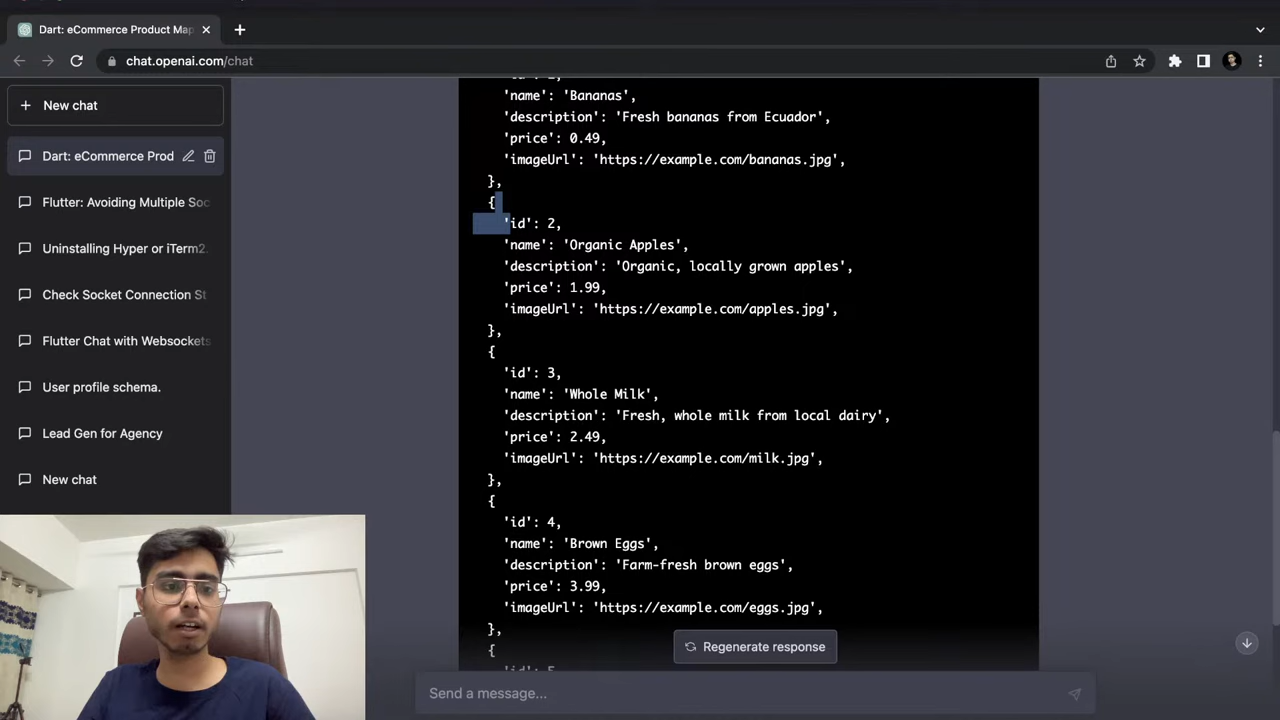 Dart: eCommerce Product Map
chat.openai.com/chat
New chat
Dart: eCommerce Prod
Flutter: Avoiding Multiple Soc
Uninstalling Hyper or iTerm2.
Check Socket Connection St
Flutter Chat with Websockets
User profile schema.
Lead Gen for Agency
New chat
'name': 'Bananas',
'description': 'Fresh bananas from Ecuador',
'price': 0.49,
'imageUrl': 'https://example.com/bananas.jpg',
},
{
'id': 2,
'name': 'Organic Apples',
'description': 'Organic, locally grown apples',
'price': 1.99,
'imageUrl': 'https://example.com/apples.jpg',
},
{
'id': 3,
'name': 'Whole Milk',
'description': 'Fresh, whole milk from local dairy',
'price': 2.49,
'imageUrl': 'https://example.com/milk.jpg',
},
{
'id': 4,
'name': 'Brown Eggs',
'description': 'Farm-fresh brown eggs',
'price': 3.99,
'imageUrl': 'https://example.com/eggs.jpg',
},
{
Regenerate response
Send a message...